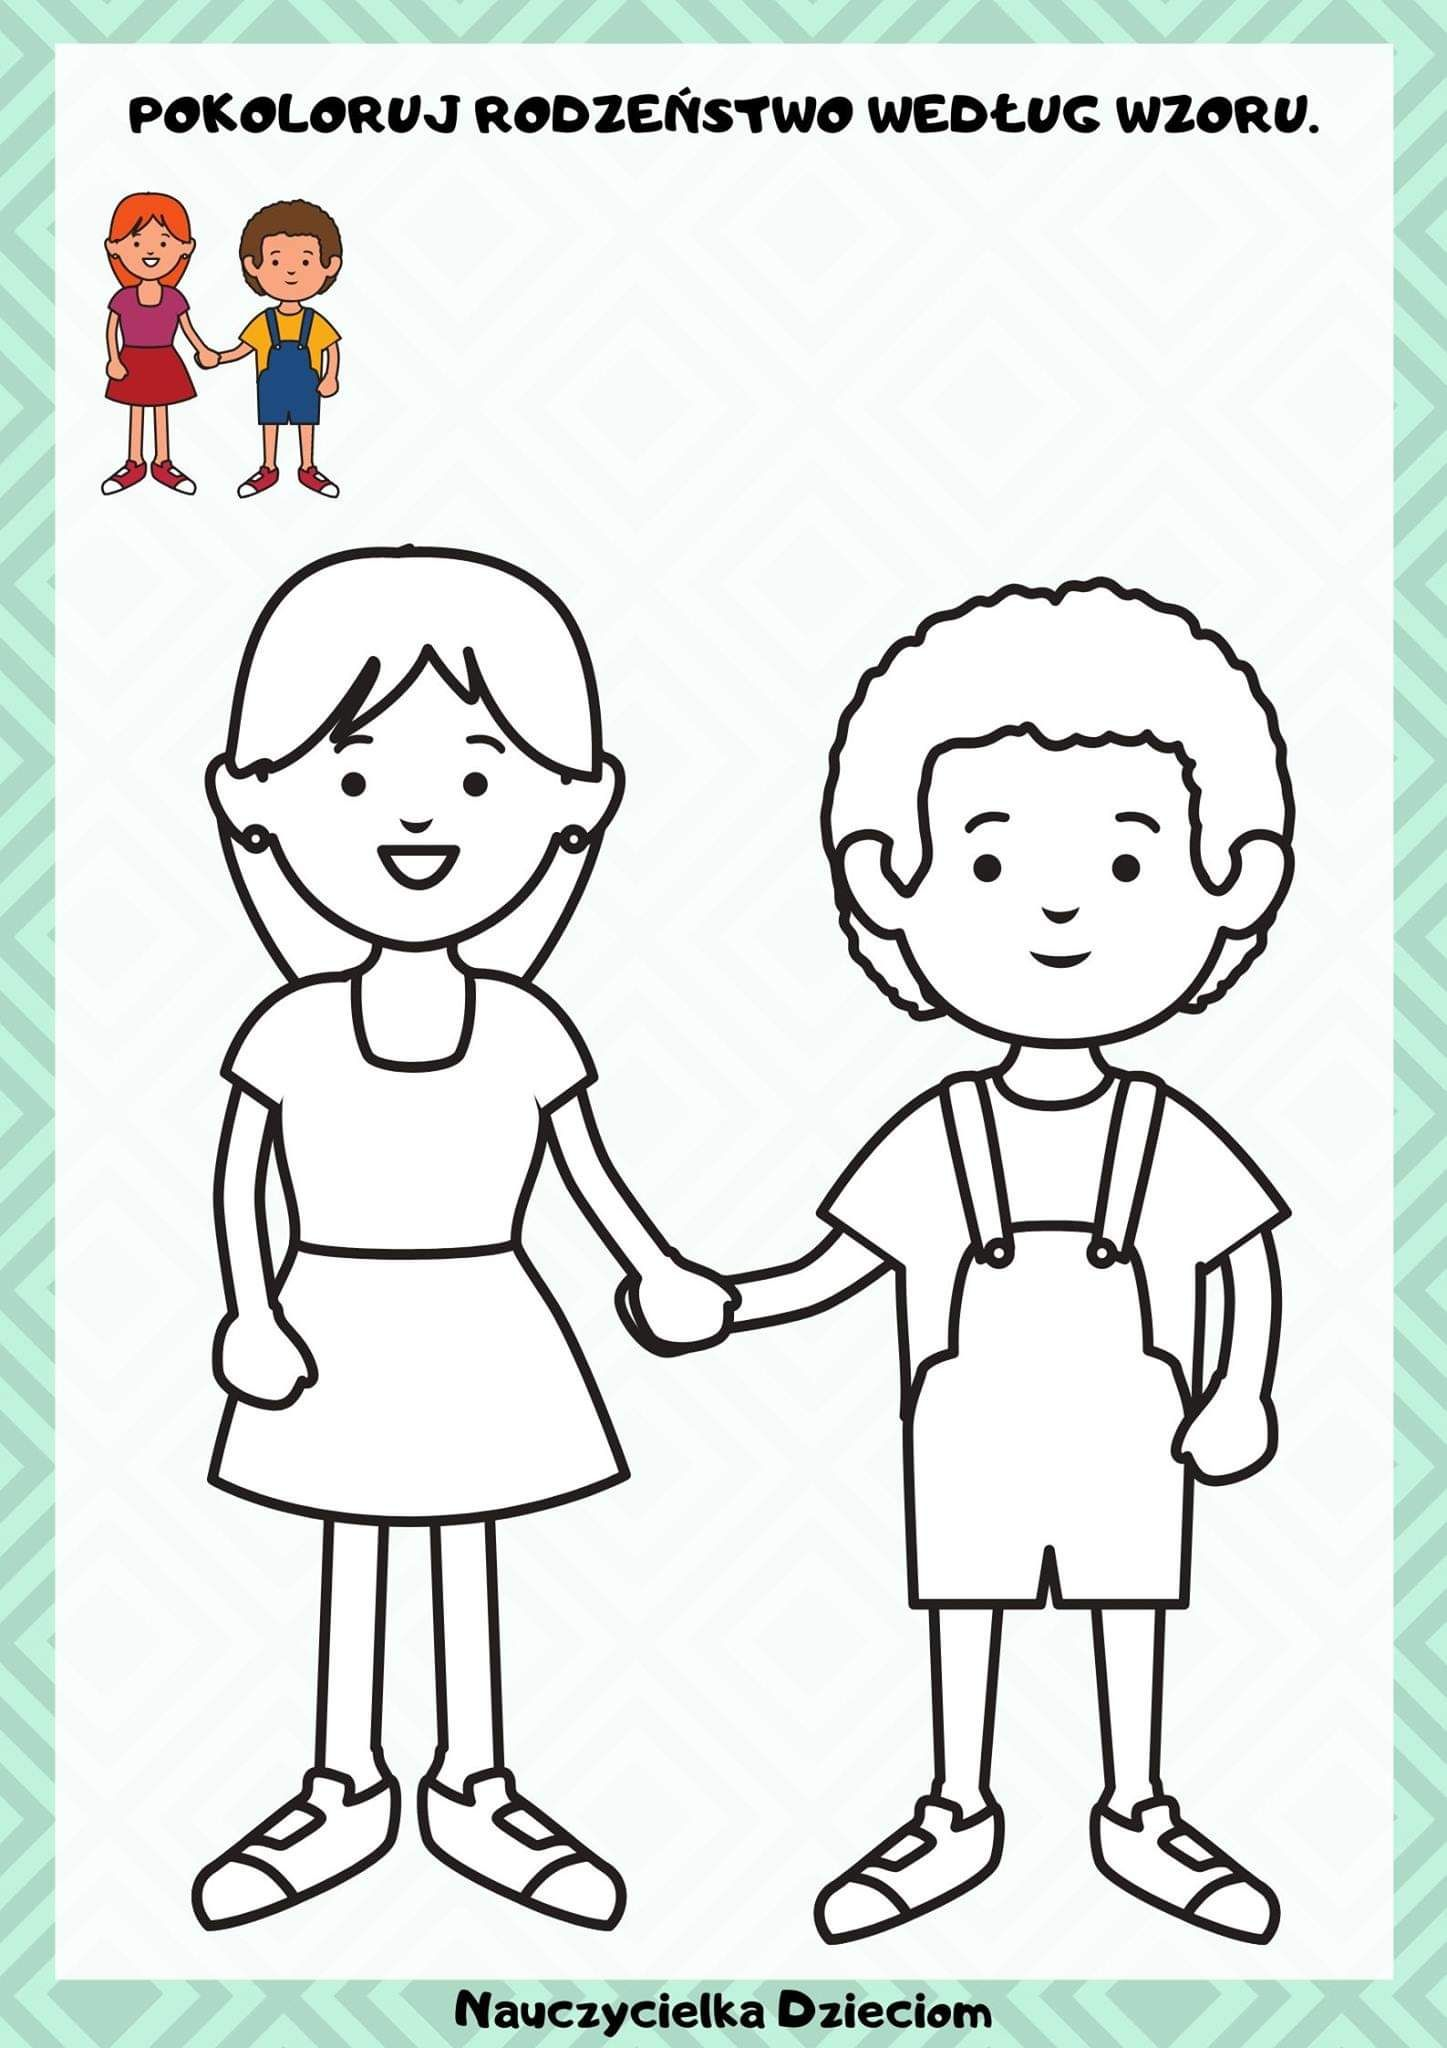 POKOLORUJ RODZEŃSTWO WEDŁUG WZORU.
Nauczycielka Dzieciom